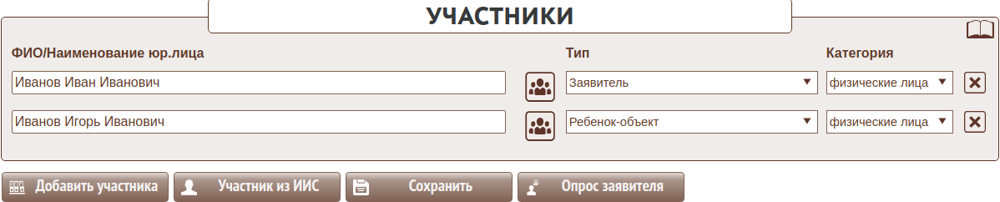 УЧАСТНИКИ
ФИО/Наименование юр.лица Тип Категория
Иванов Иван Иванович Заявитель физические лица
Иванов Игорь Иванович Ребенок-объект физические лица
Добавить участника Участник из ИИС Сохранить Опрос заявителя